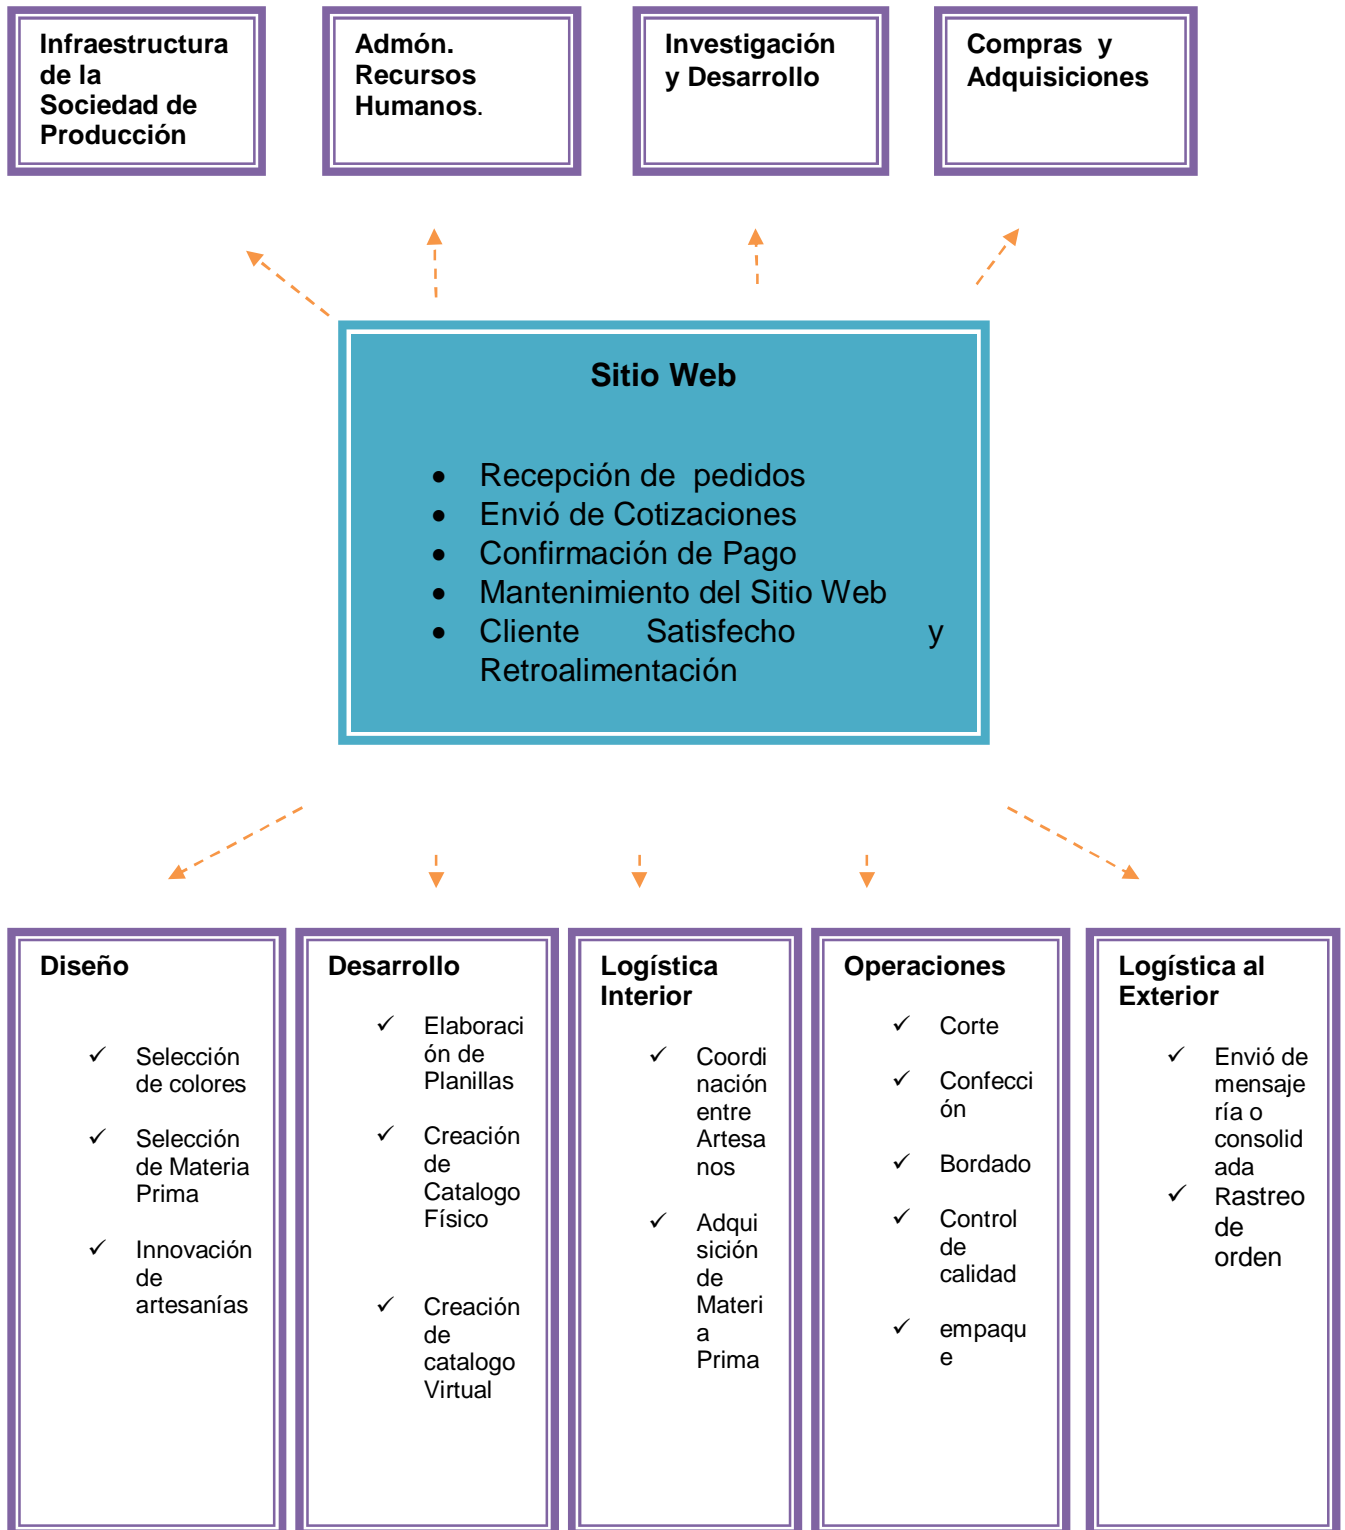 Infraestructura
de la
Sociedad de
Producción
Admón.
Recursos
Humanos.
Investigación
y Desarrollo
Compras y
Adquisiciones
Sitio Web
• Recepción de pedidos
• Envió de Cotizaciones
• Confirmación de Pago
• Mantenimiento del Sitio Web
• Cliente Satisfecho y
Retroalimentación
Diseño
✓ Selección
de colores
✓ Selección
de Materia
Prima
✓ Innovación
de
artesanías
Desarrollo
✓ Elaboraci
ón de
Planillas
✓ Creación
de
Catalogo
Físico
✓ Creación
de
catalogo
Virtual
Logística
Interior
✓ Coordi
nación
entre
Artesa
nos
✓ Adqui
sición
de
Materi
a
Prima
Operaciones
✓ Corte
✓ Confecci
ón
✓ Bordado
✓ Control
de
calidad
✓ empaqu
e
Logística al
Exterior
✓ Envió de
mensaje
ría o
consolid
ada
✓ Rastreo
de
orden